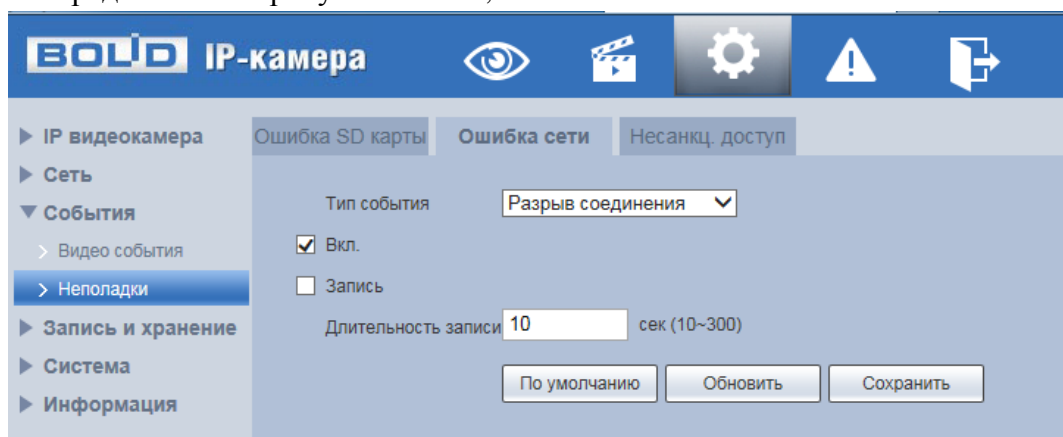 BOLID IP-камера
IP видеокамера
Сеть
События
Видео события
Неполадки
Запись и хранение
Система
Информация
Ошибка SD карты Ошибка сети Несанкц. доступ
Тип события Разрыв соединения
Вкл.
Запись
Длительность записи 10 сек (10~300)
По умолчанию Обновить Сохранить